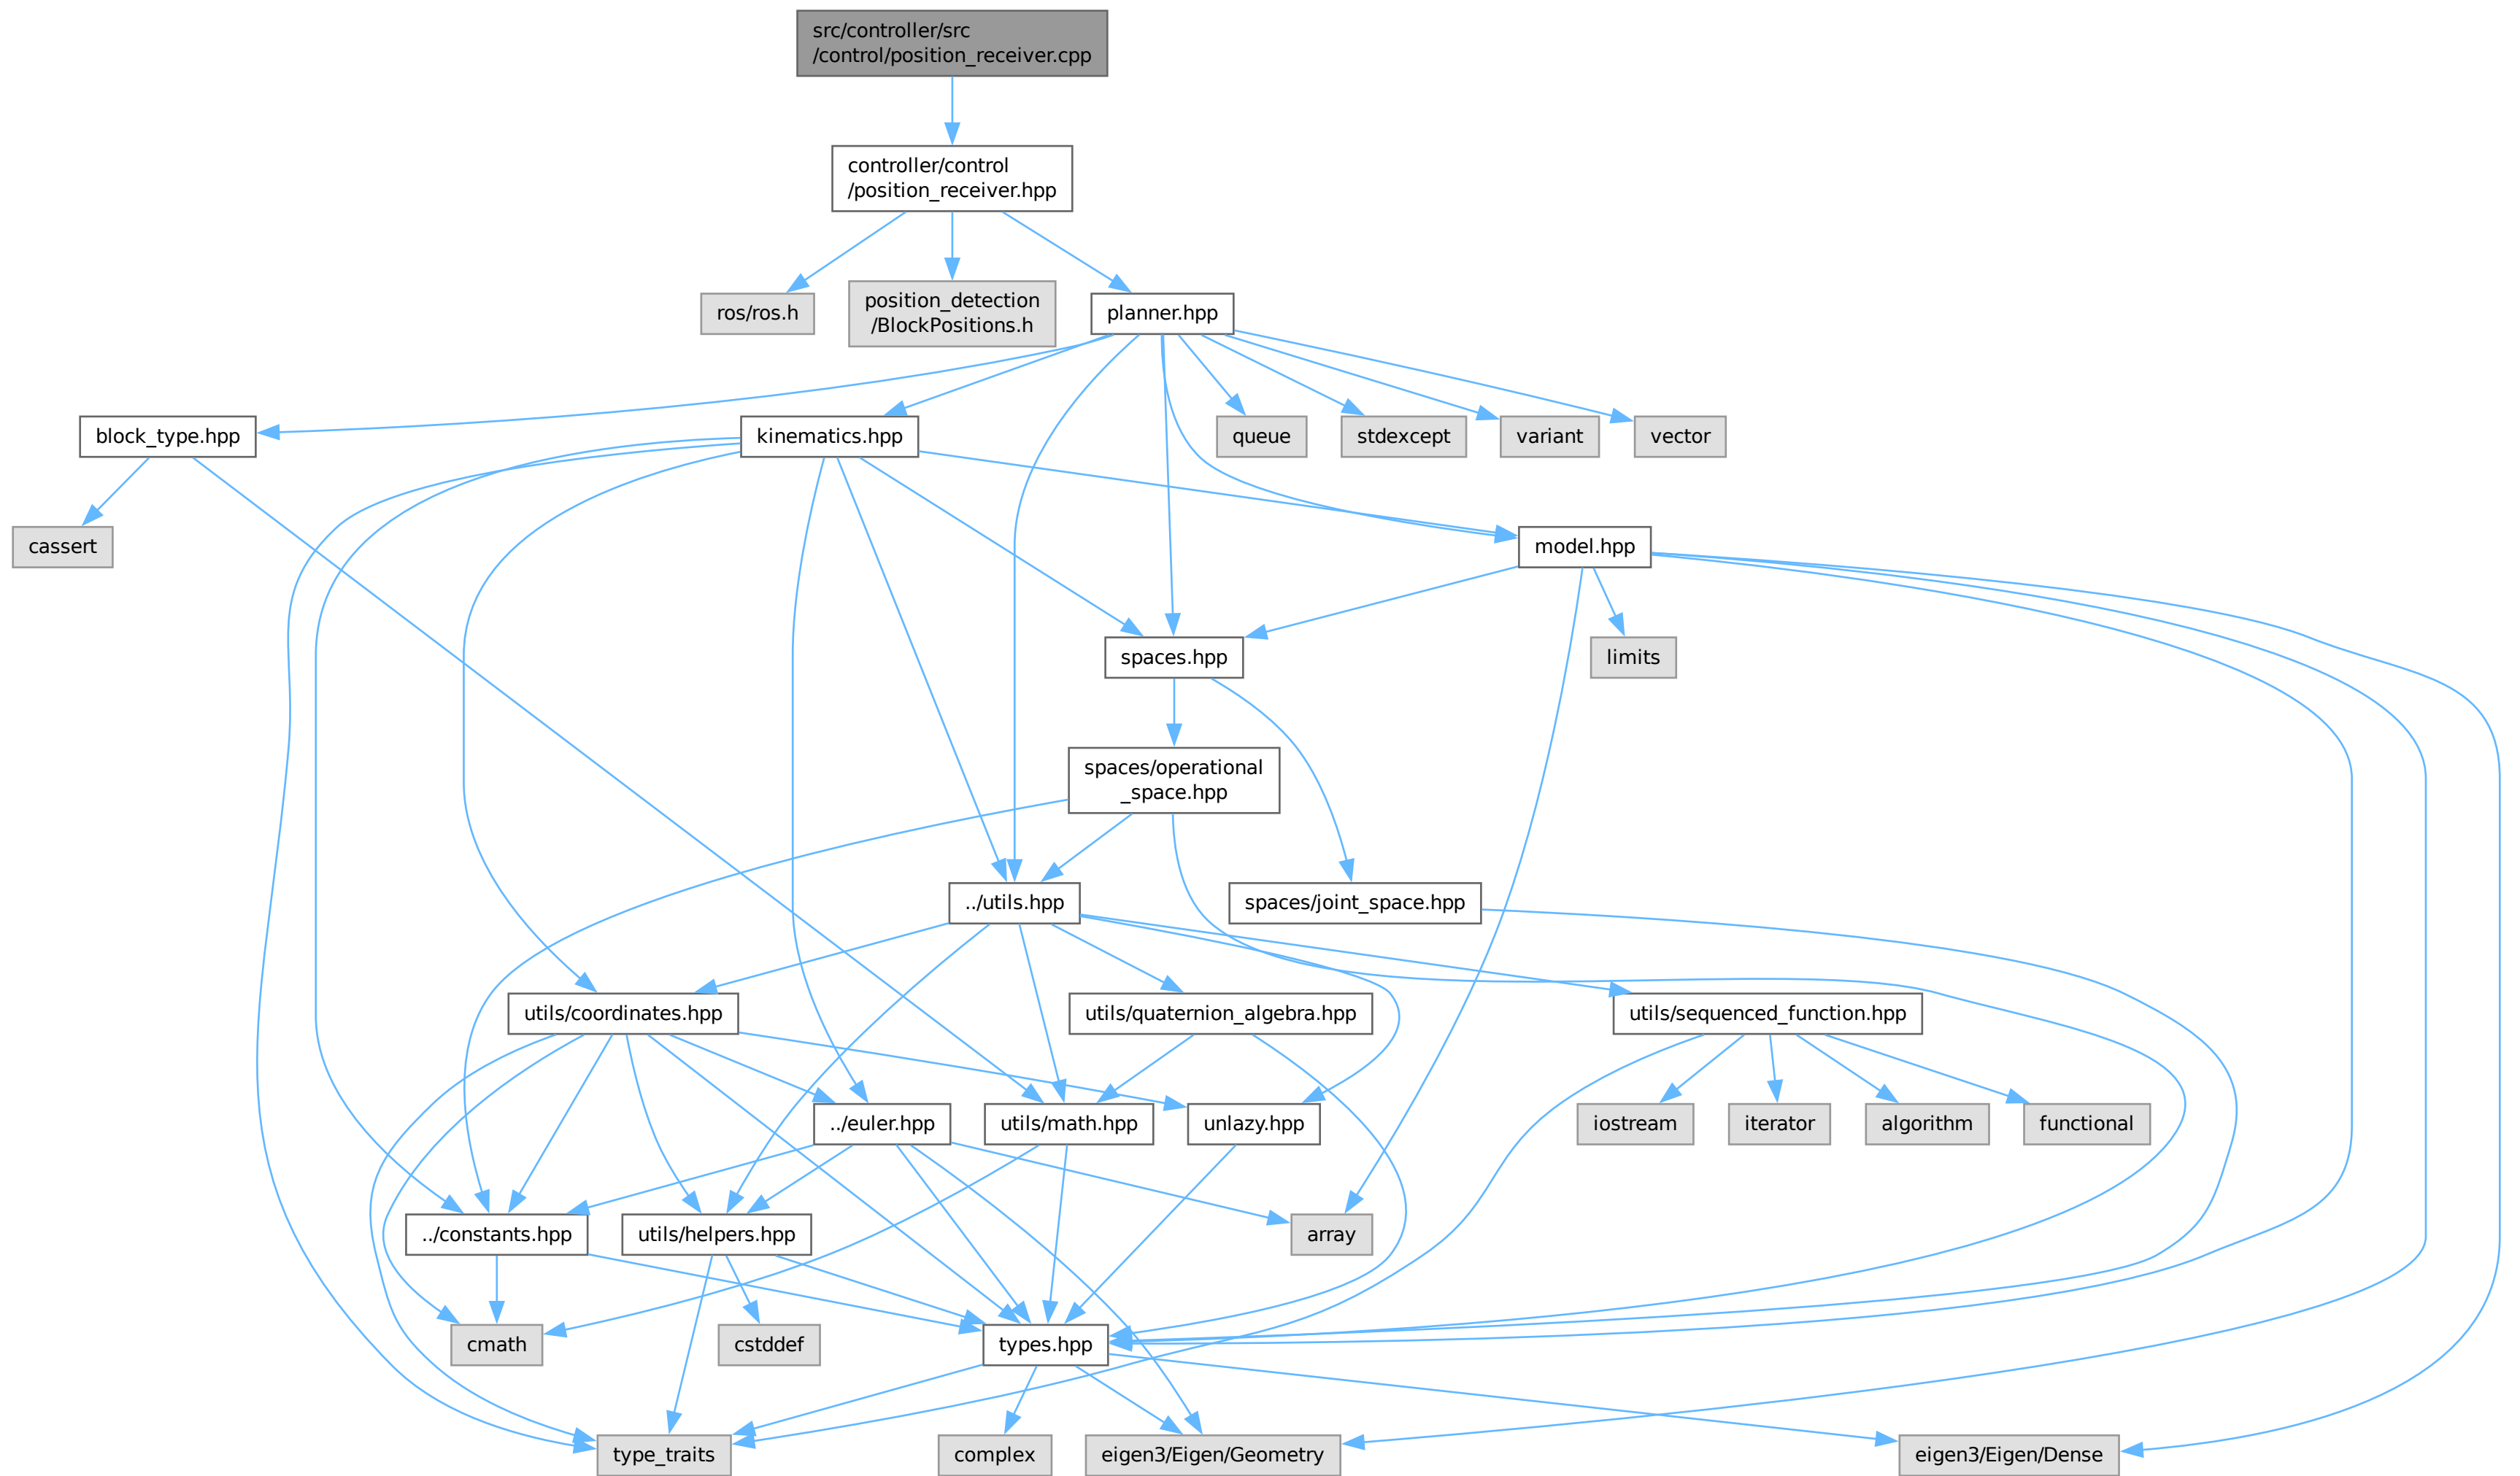 src/controller/src
/control/position_receiver.cpp
controller/control
/position_receiver.hpp
ros/ros.h
position_detection
/BlockPositions.h
planner.hpp
block_type.hpp
kinematics.hpp
queue
stdexcept
variant
vector
cassert
model.hpp
spaces.hpp
limits
spaces/operational
_space.hpp
../utils.hpp
spaces/joint_space.hpp
utils/coordinates.hpp
utils/quaternion_algebra.hpp
utils/sequenced_function.hpp
../euler.hpp
utils/math.hpp
unlazy.hpp
iostream
iterator
algorithm
functional
../constants.hpp
utils/helpers.hpp
array
cmath
cstddef
types.hpp
type_traits
complex
eigen3/Eigen/Geometry
eigen3/Eigen/Dense